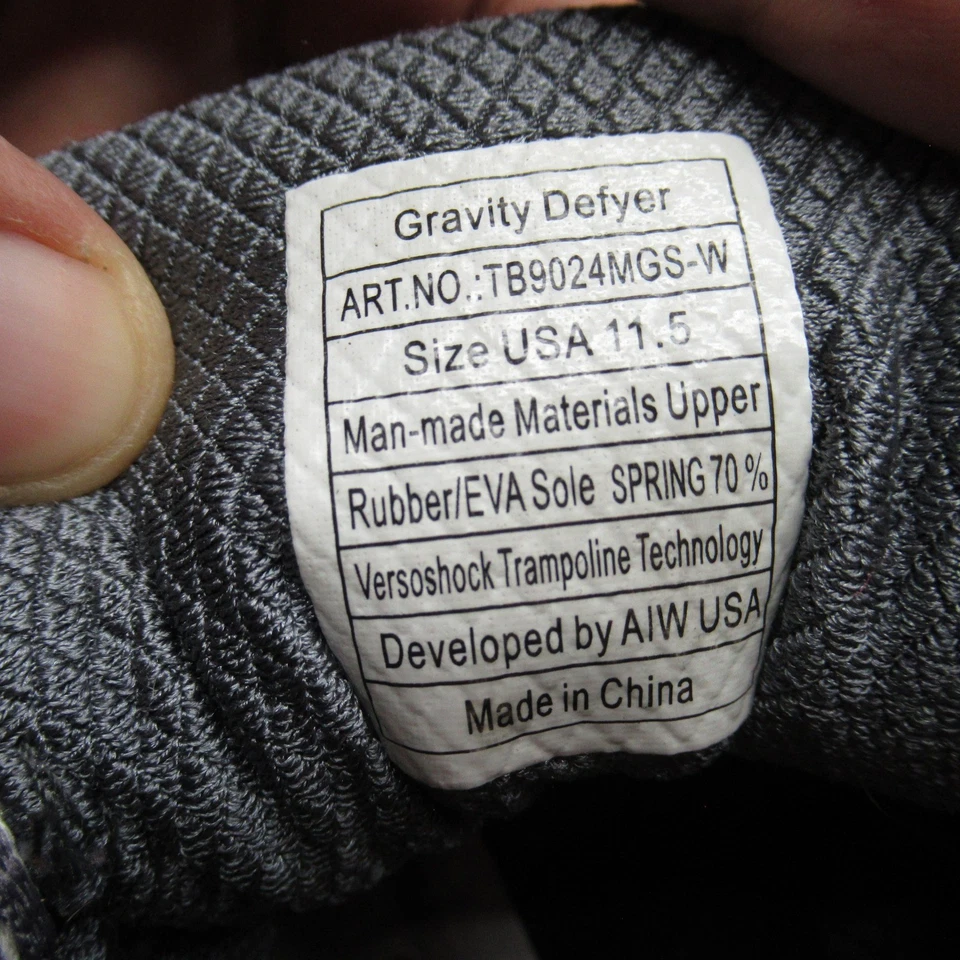 Gravity Defyer
ART.NO.:TB9024MGS-W
Size USA 11.5
Man-made Materials Upper
Rubber/EVA Sole SPRING 70 %
Versoshock Trampoline Technology
Developed by AIW USA
Made in China